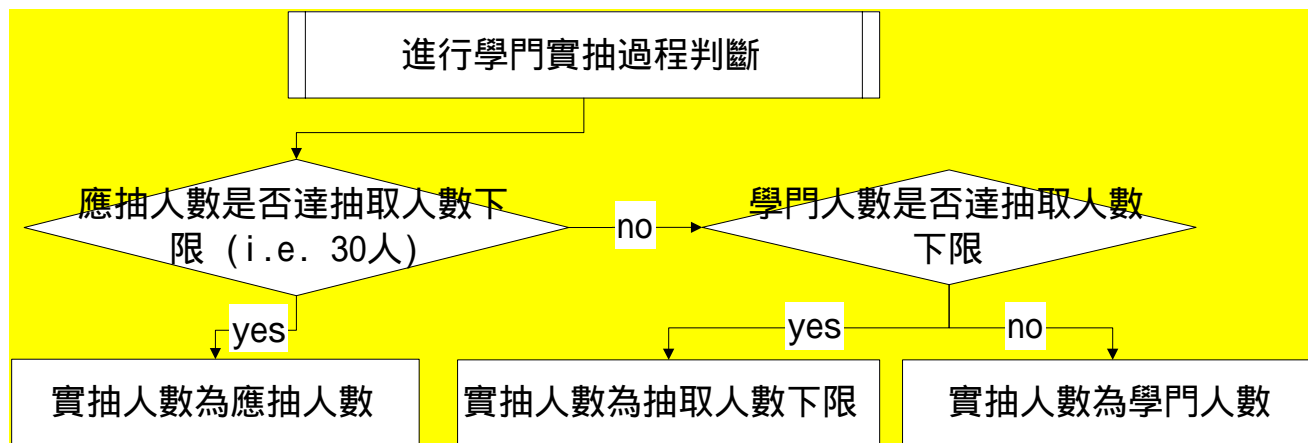 進行學門實抽過程判斷
應抽人數是否達抽取人數下
限 (i.e. 30人)
no
學門人數是否達抽取人數
下限
yes
yes
no
實抽人數為應抽人數
實抽人數為抽取人數下限
實抽人數為學門人數